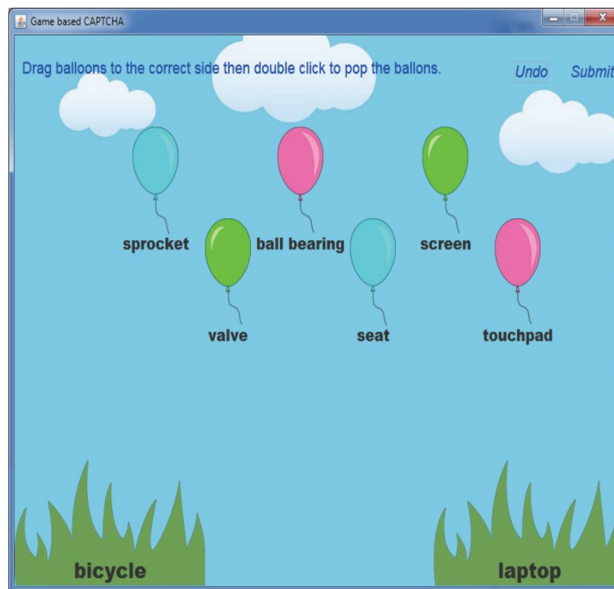 Game based CAPTCHA
Drag balloons to the correct side then double click to pop the ballons.
Undo Submit
sprocket ball bearing screen
valve seat touchpad
bicycle laptop